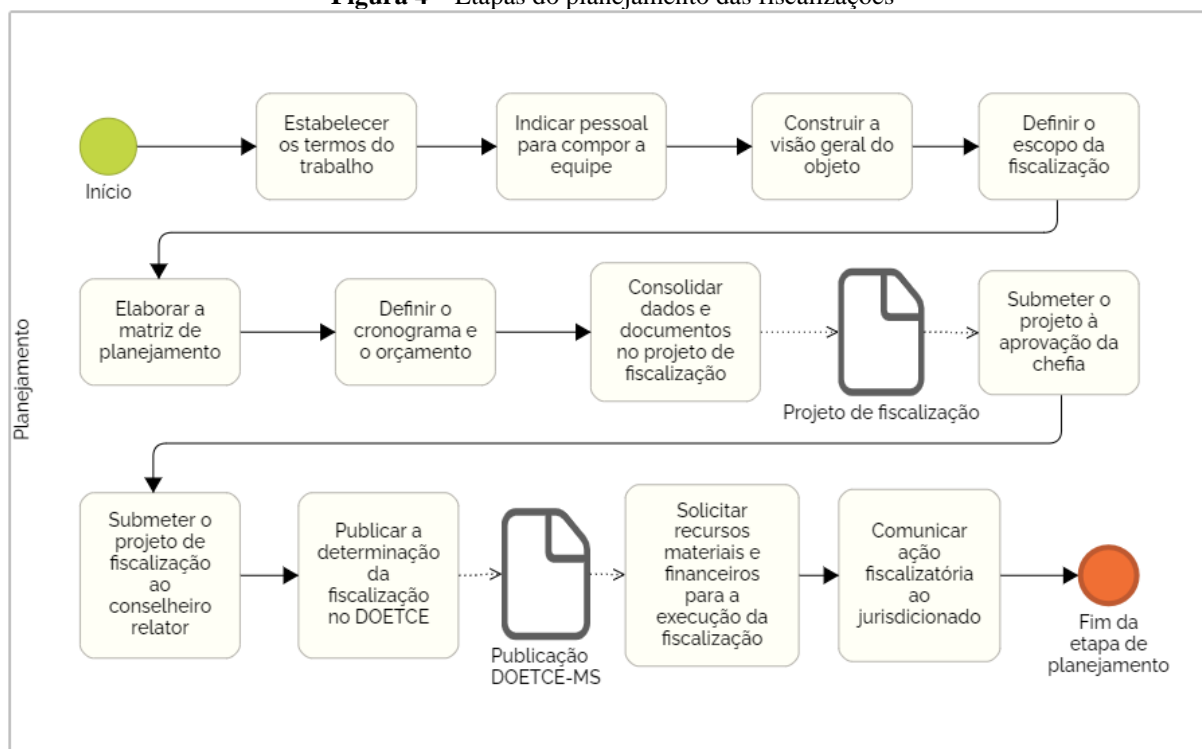 Figura 4 – Etapas do planejamento das fiscalizações
Planejamento
Início
Estabelecer
os termos do
trabalho
Indicar pessoal
para compor a
equipe
Construir a
visão geral do
objeto
Definir o
escopo da
fiscalização
Elaborar a
matriz de
planejamento
Definir o
cronograma e
o orçamento
Consolidar
dados e
documentos
no projeto de
fiscalização
Projeto de fiscalização
Submeter o
projeto à
aprovação da
chefia
Submeter o
projeto de
fiscalização
ao
conselheiro
relator
Publicar a
determinação
da
fiscalização
no DOETCE
Publicação
DOETCE-MS
Solicitar
recursos
materiais e
financeiros
para a
execução da
fiscalização
Comunicar
ação
fiscalizatória
ao
jurisdicionado
Fim da
etapa de
planejamento